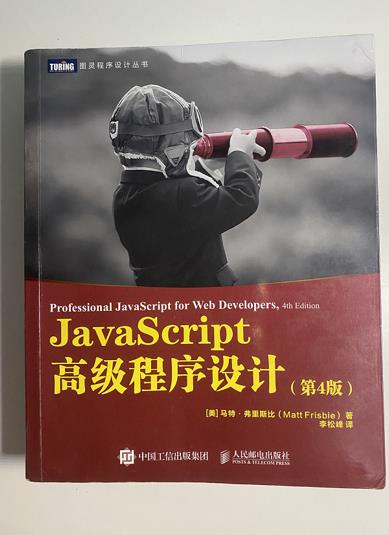 TURING 图灵程序设计丛书
Professional JavaScript for Web Developers, 4th Edition
JavaScript
高级程序设计（第4版）
[美] 马特·弗里斯比（Matt Frisbie）著
李松峰 译
中国工信出版集团 人民邮电出版社
POSTS & TELECOM PRESS